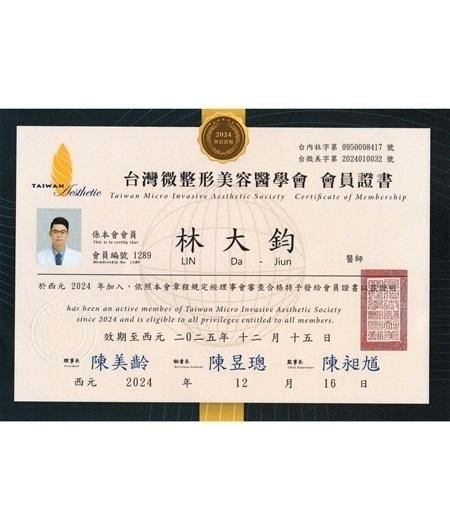 2024
台內社字第 0950098417 號
台微美字第 2024010032 號
TAIWAN Aesthetic
台灣微整形美容醫學會 會員證書
Taiwan Micro Invasive Aesthetic Society Certificate of Membership
係本會會員
This is to certify that
會員編號 1289
Membership No. 1289
林大鈞 醫師
LIN Da - Jiun
於西元 2024 年加入,依照本會章程規定經理事會審查合格特予發給會員證書以茲證明
has been an active member of Taiwan Micro Invasive Aesthetic Society
since 2024 and is eligible to all privileges entitled to all members.
效期至西元 二〇二五年 十二月 十五日
理事長 陳美齡 秘書長 陳昱璁 監事長 陳昶馗
President Secretary General Chief Supervisor
西元 2024 年 12 月 16 日